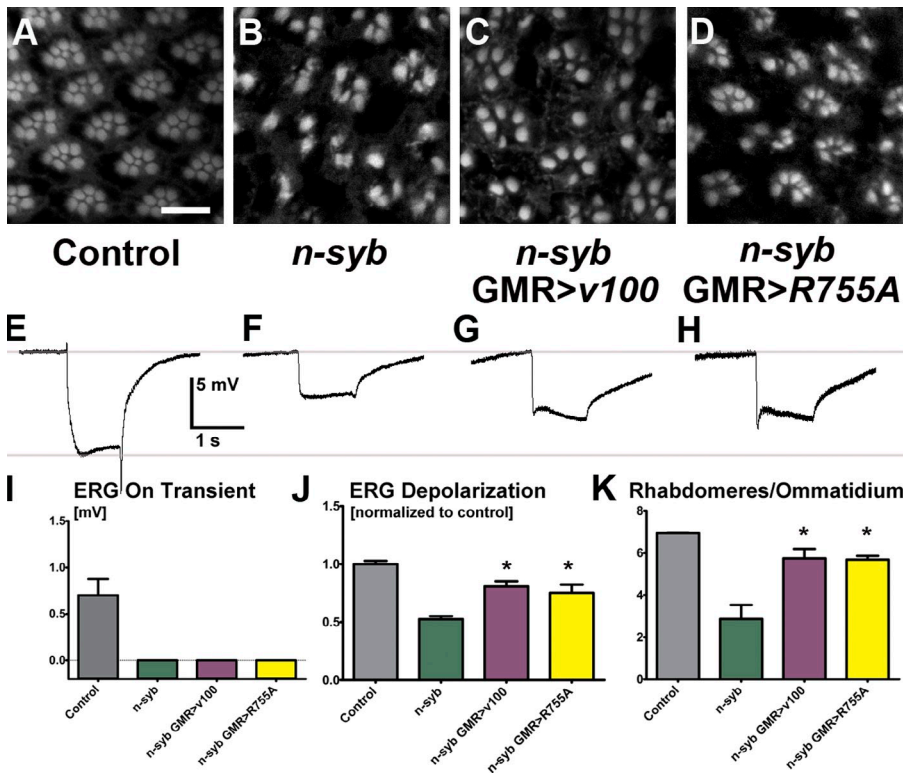 A
B
C
D
Control
n-syb
n-syb
GMR>v100
n-syb
GMR>R755A
E
F
G
H
5 mV
1 s
I
ERG On Transient
[mV]
1.5
1.0
0.5
0.0
Control
n-syb
n-syb GMR>v100
n-syb GMR>R755A
J
ERG Depolarization
[normalized to control]
1.5
1.0
0.5
0.0
*
*
Control
n-syb
n-syb GMR>v100
n-syb GMR>R755A
K
Rhabdomeres/Ommatidium
8
6
4
2
0
*
*
Control
n-syb
n-syb GMR>v100
n-syb GMR>R755A